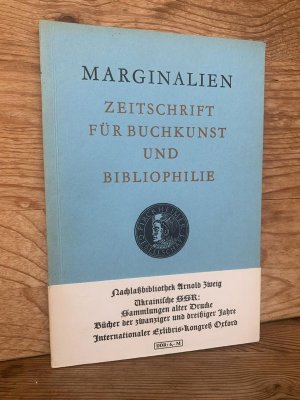 MARGINALIEN
ZEITSCHRIFT
FÜR BUCHKUNST
UND
BIBLIOPHILIE
Nachlaßbibliothek Arnold Zweig
Ukrainische SSR:
Sammlungen alter Drucke
Bücher der zwanziger und dreißiger Jahre
Internationaler Exlibris-Kongreß Oxford